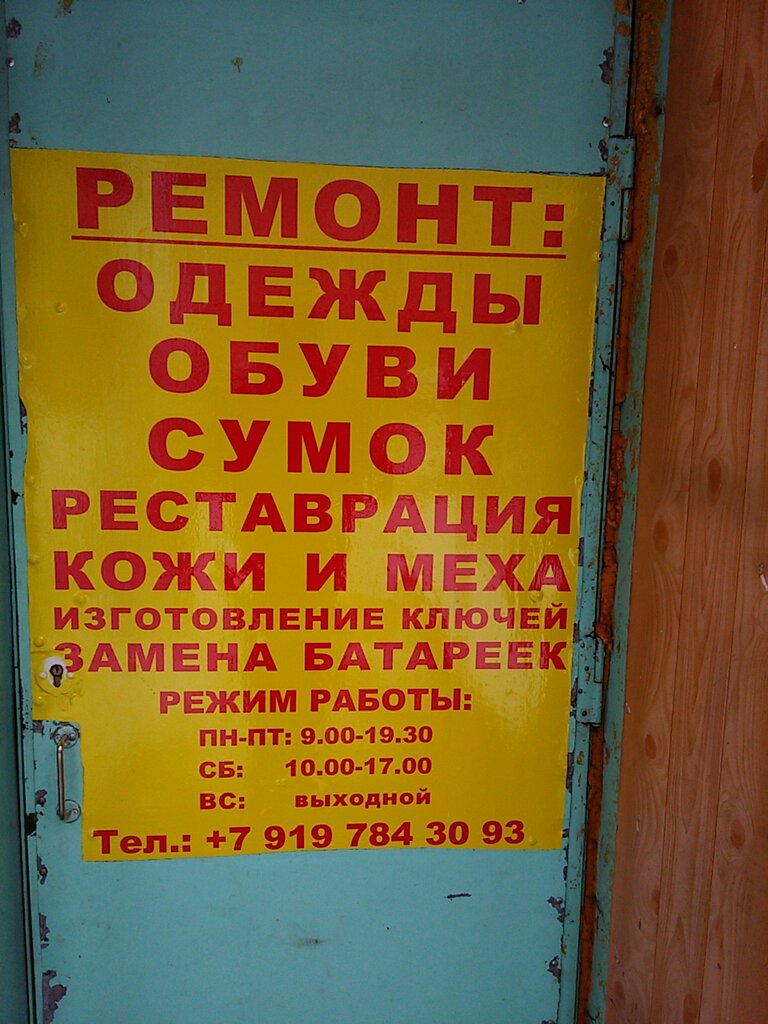 РЕМОНТ:
ОДЕЖДЫ
ОБУВИ
СУМОК
РЕСТАВРАЦИЯ
КОЖИ И МЕХА
ИЗГОТОВЛЕНИЕ КЛЮЧЕЙ
ЗАМЕНА БАТАРЕЕК
РЕЖИМ РАБОТЫ:
ПН-ПТ: 9.00-19.30
СБ: 10.00-17.00
ВС: выходной
Тел.: +7 919 784 30 93